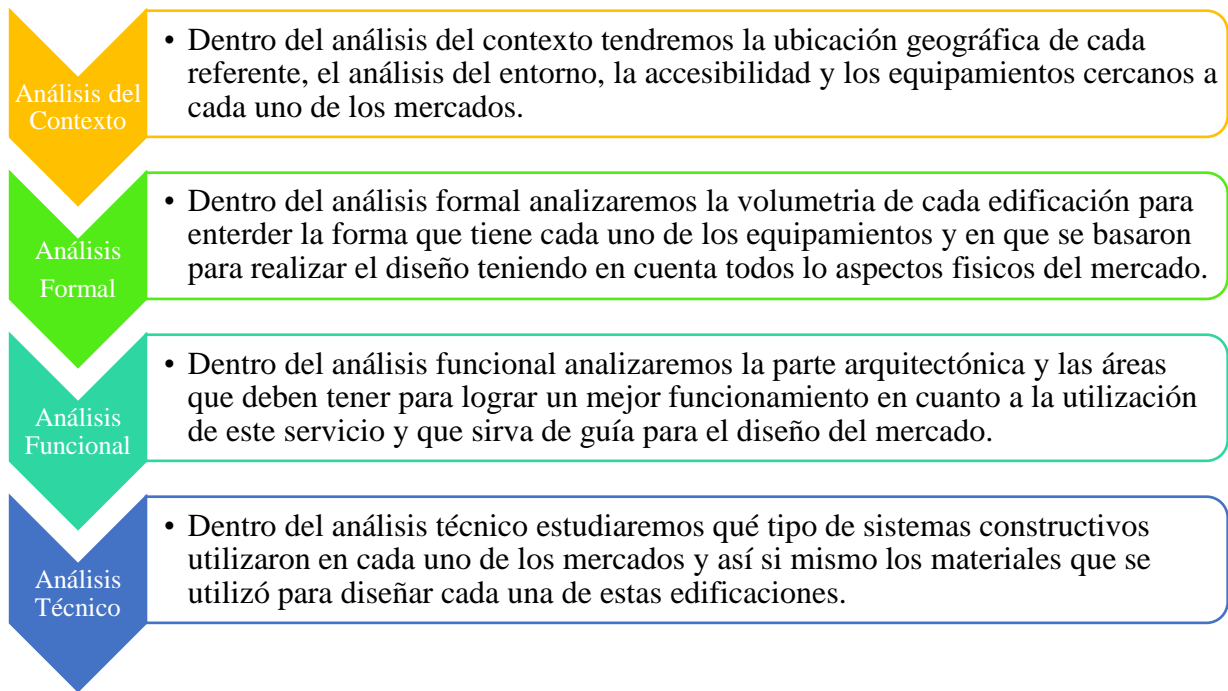 Análisis del
Contexto
• Dentro del análisis del contexto tendremos la ubicación geográfica de cada
referente, el análisis del entorno, la accesibilidad y los equipamientos cercanos a
cada uno de los mercados.
Análisis
Formal
• Dentro del análisis formal analizaremos la volumetria de cada edificación para
enterder la forma que tiene cada uno de los equipamientos y en que se basaron
para realizar el diseño teniendo en cuenta todos lo aspectos fisicos del mercado.
Análisis
Funcional
• Dentro del análisis funcional analizaremos la parte arquitectónica y las áreas
que deben tener para lograr un mejor funcionamiento en cuanto a la utilización
de este servicio y que sirva de guía para el diseño del mercado.
Análisis
Técnico
• Dentro del análisis técnico estudiaremos qué tipo de sistemas constructivos
utilizaron en cada uno de los mercados y así si mismo los materiales que se
utilizó para diseñar cada una de estas edificaciones.